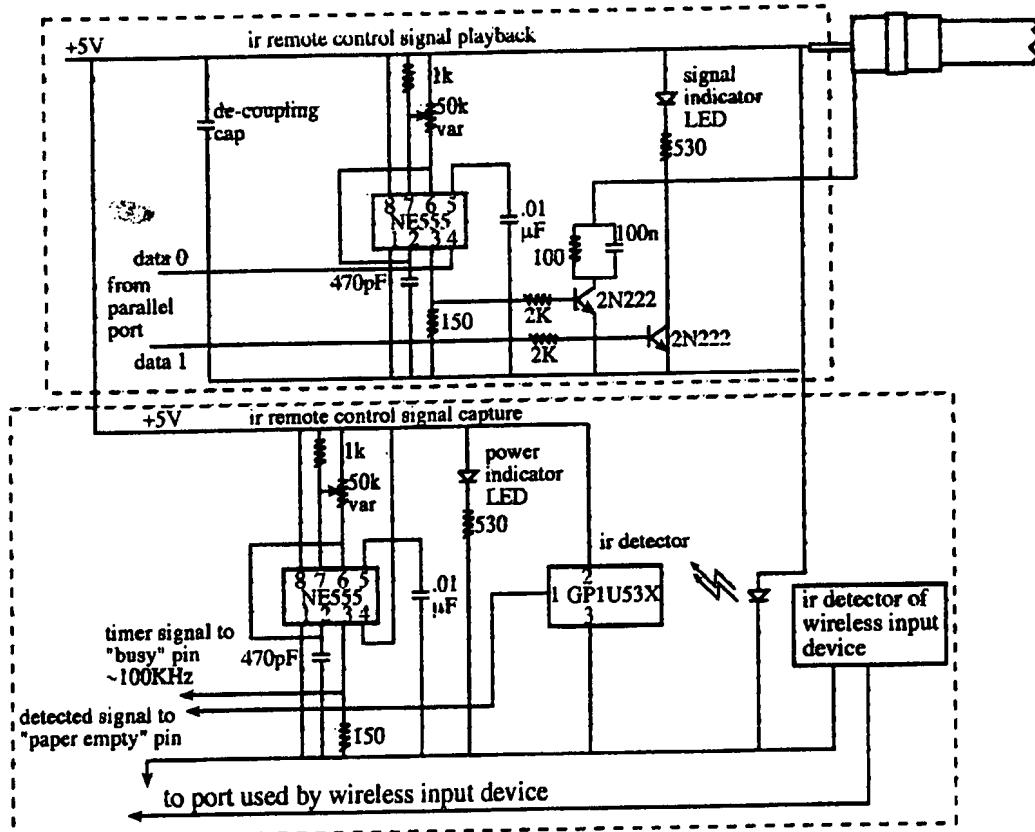 +5V
ir remote control signal playback
1k
50k
var
de-coupling
cap
signal
indicator
LED
530
8 7 6 5
NE555
1 2 3 4
.01
µF
100
100n
data 0
from
parallel
port
data 1
470pF
150
2K
2N222
2K
2N222
+5V
ir remote control signal capture
1k
50k
var
power
indicator
LED
530
ir detector
8 7 6 5
NE555
1 2 3 4
.01
µF
2
1 GP1U53X
3
ir detector of
wireless input
device
timer signal to
"busy" pin
~100KHz
470pF
detected signal to
"paper empty" pin
150
to port used by wireless input device